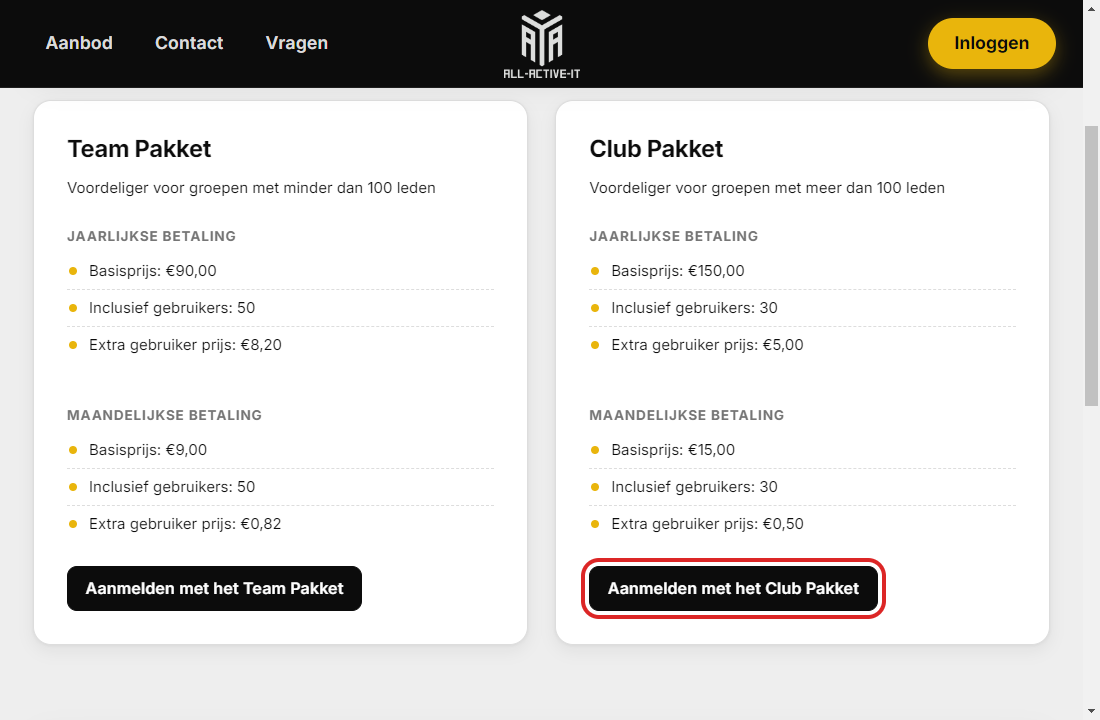 Aanbod
Contact
Vragen
ALL-ACTIVE-IT
Inloggen
Team Pakket
Voordeliger voor groepen met minder dan 100 leden
JAARLIJKSE BETALING
Basisprijs: €90,00
Inclusief gebruikers: 50
Extra gebruiker prijs: €8,20
MAANDELIJKSE BETALING
Basisprijs: €9,00
Inclusief gebruikers: 50
Extra gebruiker prijs: €0,82
Aanmelden met het Team Pakket
Club Pakket
Voordeliger voor groepen met meer dan 100 leden
JAARLIJKSE BETALING
Basisprijs: €150,00
Inclusief gebruikers: 30
Extra gebruiker prijs: €5,00
MAANDELIJKSE BETALING
Basisprijs: €15,00
Inclusief gebruikers: 30
Extra gebruiker prijs: €0,50
Aanmelden met het Club Pakket